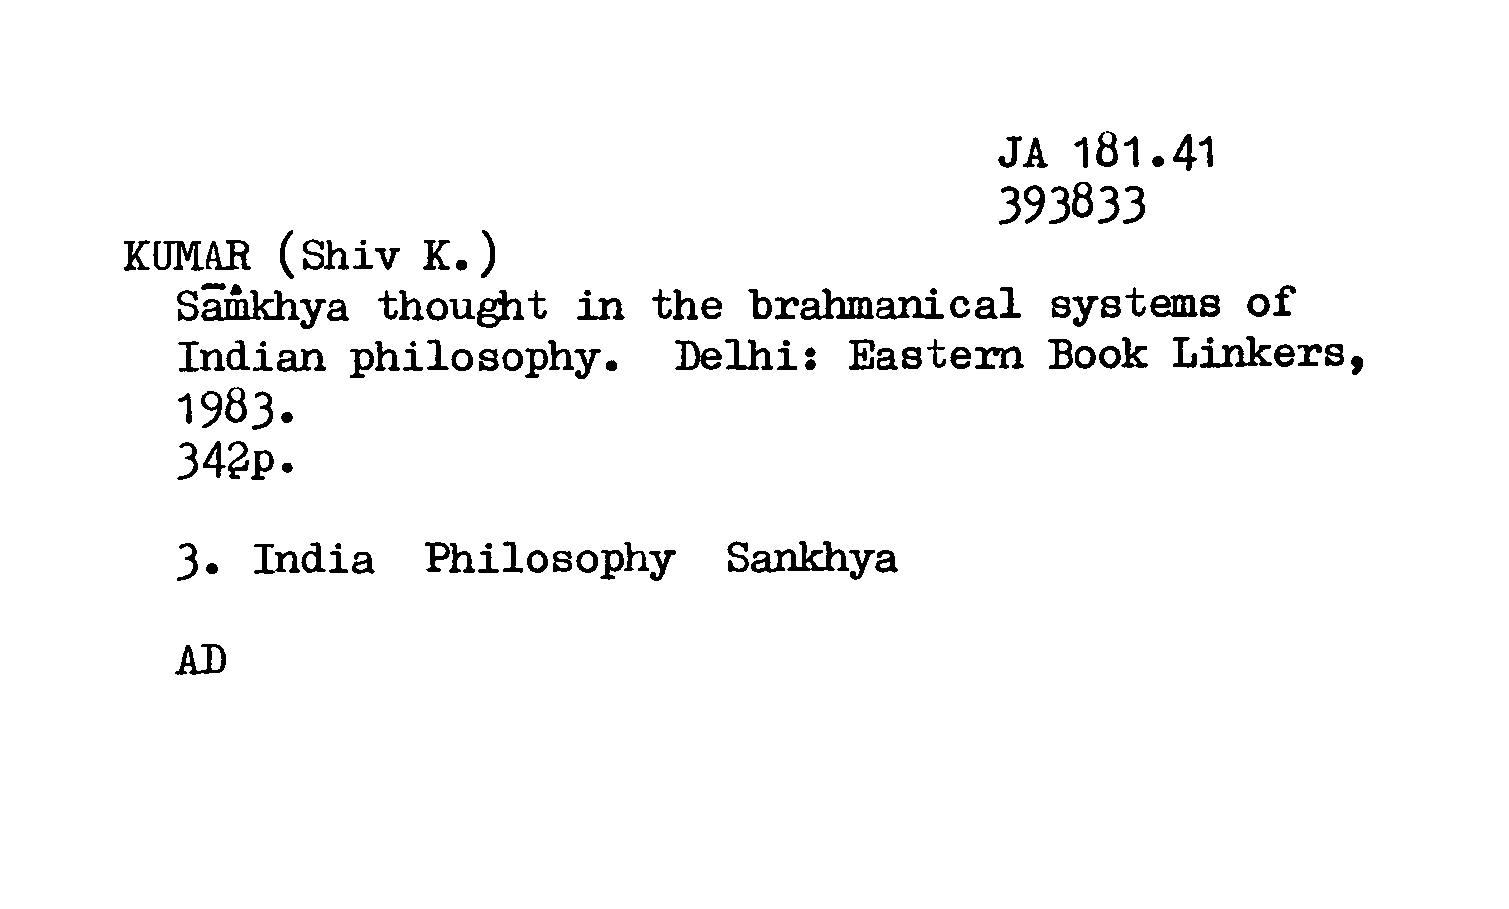 JA 181.41
393833
KUMAR (Shiv K.)
Sāṁkhya thought in the brahmanical systems of
Indian philosophy. Delhi: Eastern Book Linkers,
1983.
342p.
3. India Philosophy Sankhya
AD